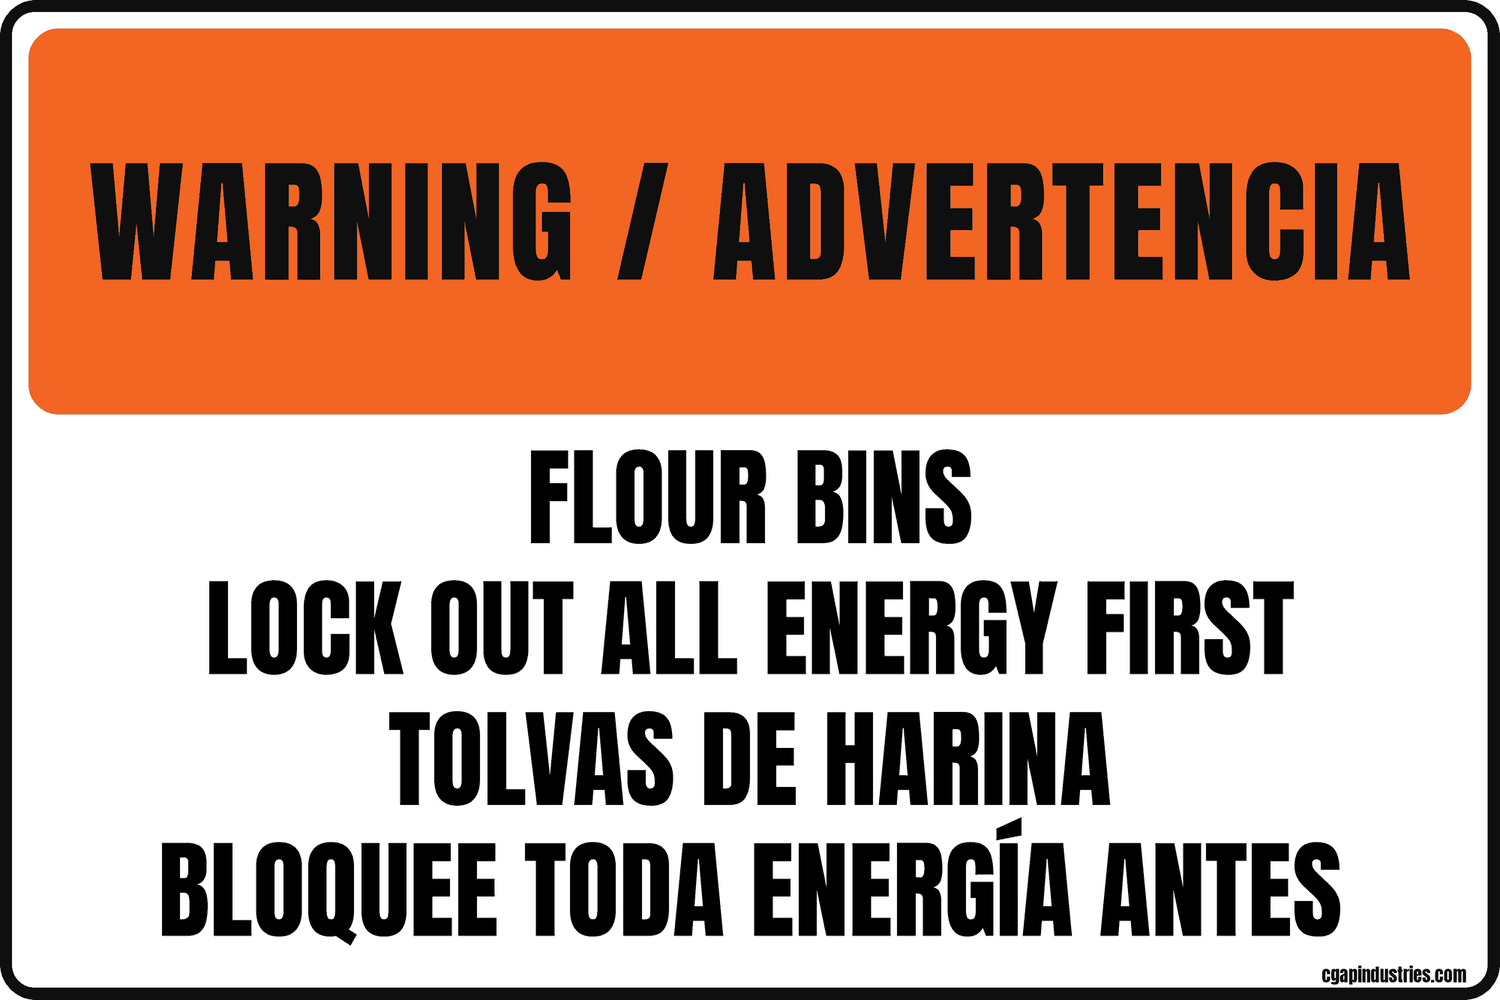 WARNING / ADVERTENCIA
FLOUR BINS
LOCK OUT ALL ENERGY FIRST
TOLVAS DE HARINA
BLOQUEE TODA ENERGÍA ANTES
cgapindustries.com